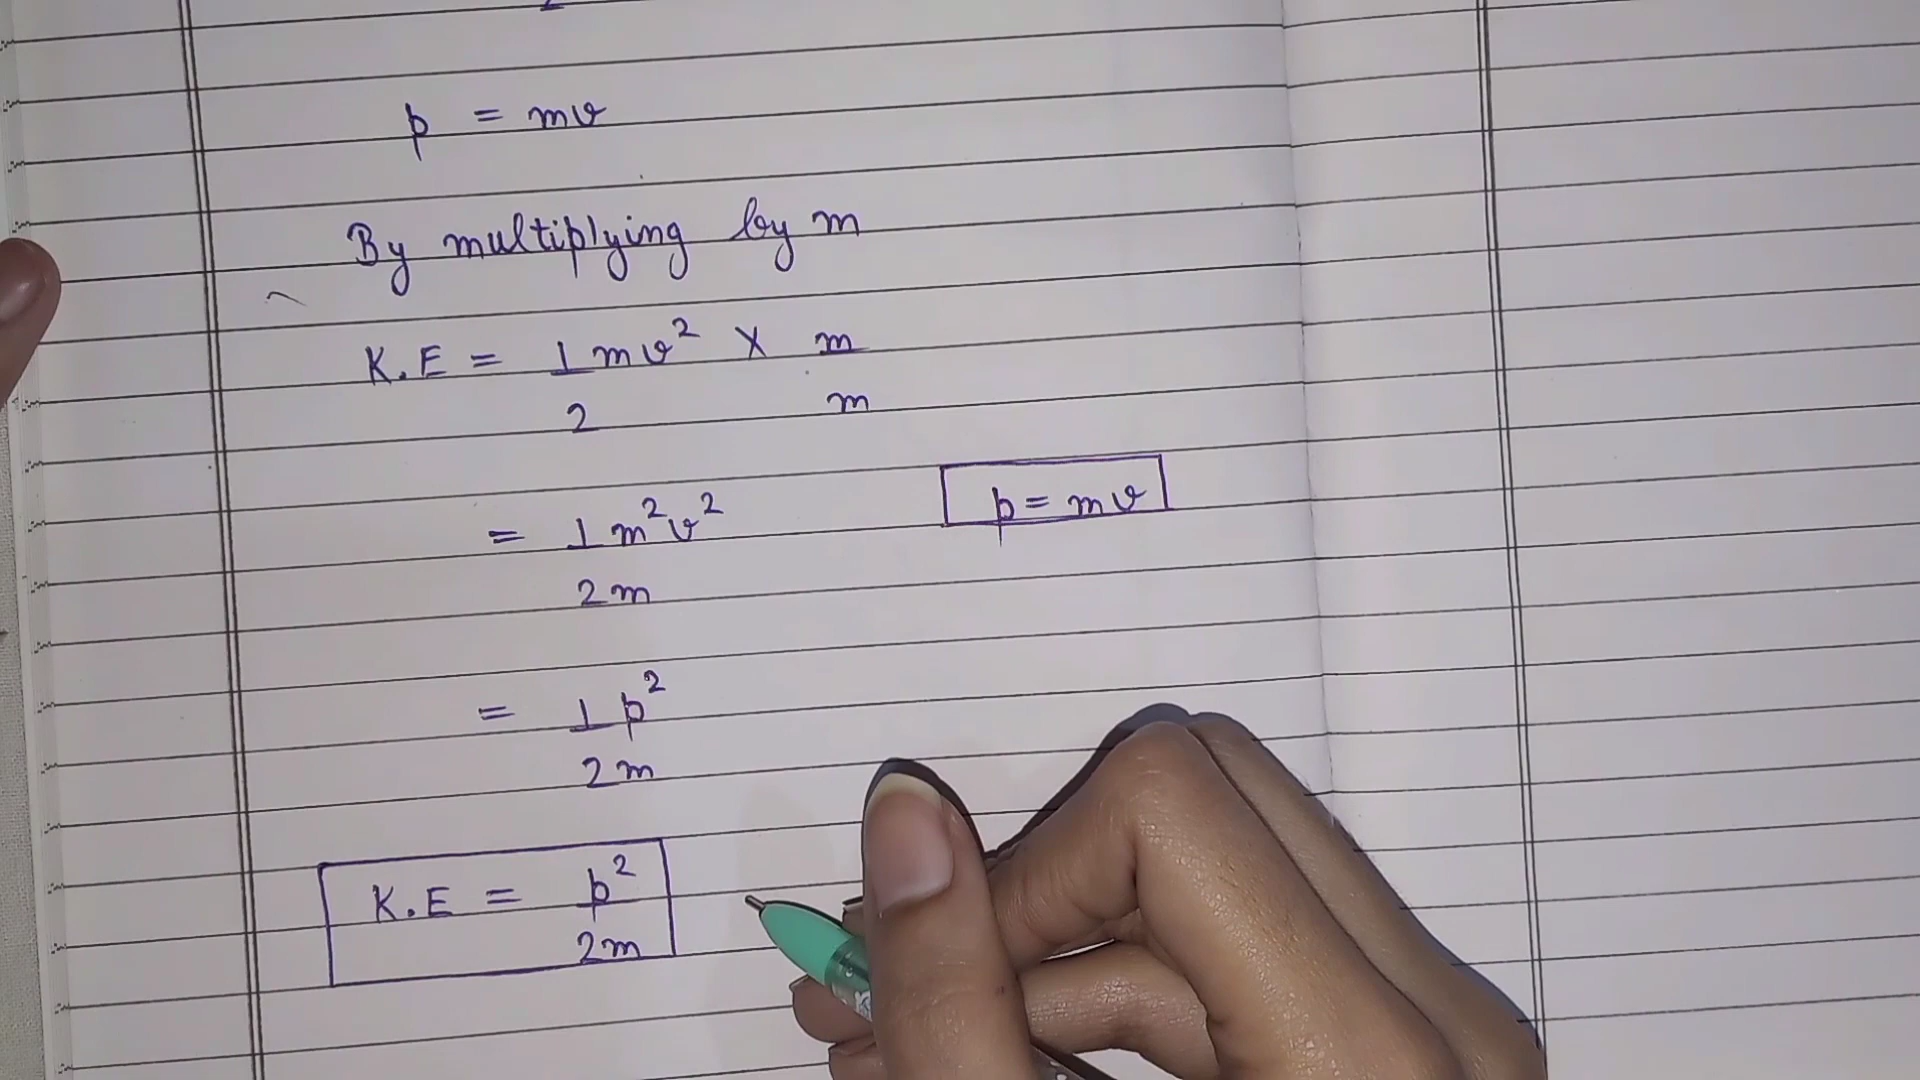 p = mv
By multiplying by m
K.E = 1/2 mv² × m/m
= 1 m²v²/2m
p = mv
= 1 p²/2m
K.E = p²/2m